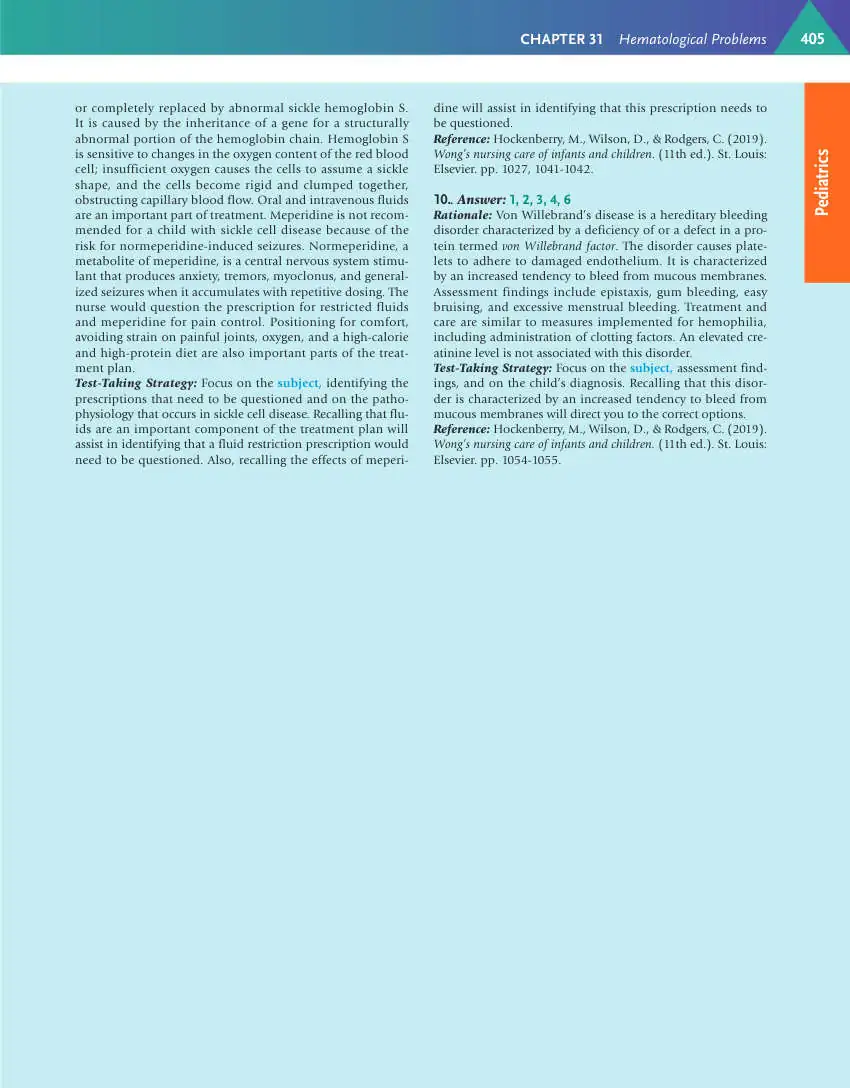 CHAPTER 31 Hematological Problems 405
or completely replaced by abnormal sickle hemoglobin S.
It is caused by the inheritance of a gene for a structurally
abnormal portion of the hemoglobin chain. Hemoglobin S
is sensitive to changes in the oxygen content of the red blood
cell; insufficient oxygen causes the cells to assume a sickle
shape, and the cells become rigid and clumped together,
obstructing capillary blood flow. Oral and intravenous fluids
are an important part of treatment. Meperidine is not recom-
mended for a child with sickle cell disease because of the
risk for normeperidine-induced seizures. Normeperidine, a
metabolite of meperidine, is a central nervous system stimu-
lant that produces anxiety, tremors, myoclonus, and general-
ized seizures when it accumulates with repetitive dosing. The
nurse would question the prescription for restricted fluids
and meperidine for pain control. Positioning for comfort,
avoiding strain on painful joints, oxygen, and a high-calorie
and high-protein diet are also important parts of the treat-
ment plan.
Test-Taking Strategy: Focus on the subject, identifying the
prescriptions that need to be questioned and on the patho-
physiology that occurs in sickle cell disease. Recalling that flu-
ids are an important component of the treatment plan will
assist in identifying that a fluid restriction prescription would
need to be questioned. Also, recalling the effects of meperi-
dine will assist in identifying that this prescription needs to
be questioned.
Reference: Hockenberry, M., Wilson, D., & Rodgers, C. (2019).
Wong's nursing care of infants and children. (11th ed.). St. Louis:
Elsevier. pp. 1027, 1041-1042.
10.. Answer: 1, 2, 3, 4, 6
Rationale: Von Willebrand's disease is a hereditary bleeding
disorder characterized by a deficiency of or a defect in a pro-
tein termed von Willebrand factor. The disorder causes plate-
lets to adhere to damaged endothelium. It is characterized
by an increased tendency to bleed from mucous membranes.
Assessment findings include epistaxis, gum bleeding, easy
bruising, and excessive menstrual bleeding. Treatment and
care are similar to measures implemented for hemophilia,
including administration of clotting factors. An elevated cre-
atinine level is not associated with this disorder.
Test-Taking Strategy: Focus on the subject, assessment find-
ings, and on the child's diagnosis. Recalling that this disor-
der is characterized by an increased tendency to bleed from
mucous membranes will direct you to the correct options.
Reference: Hockenberry, M., Wilson, D., & Rodgers, C. (2019).
Wong's nursing care of infants and children. (11th ed.). St. Louis:
Elsevier. pp. 1054-1055.
Pediatrics